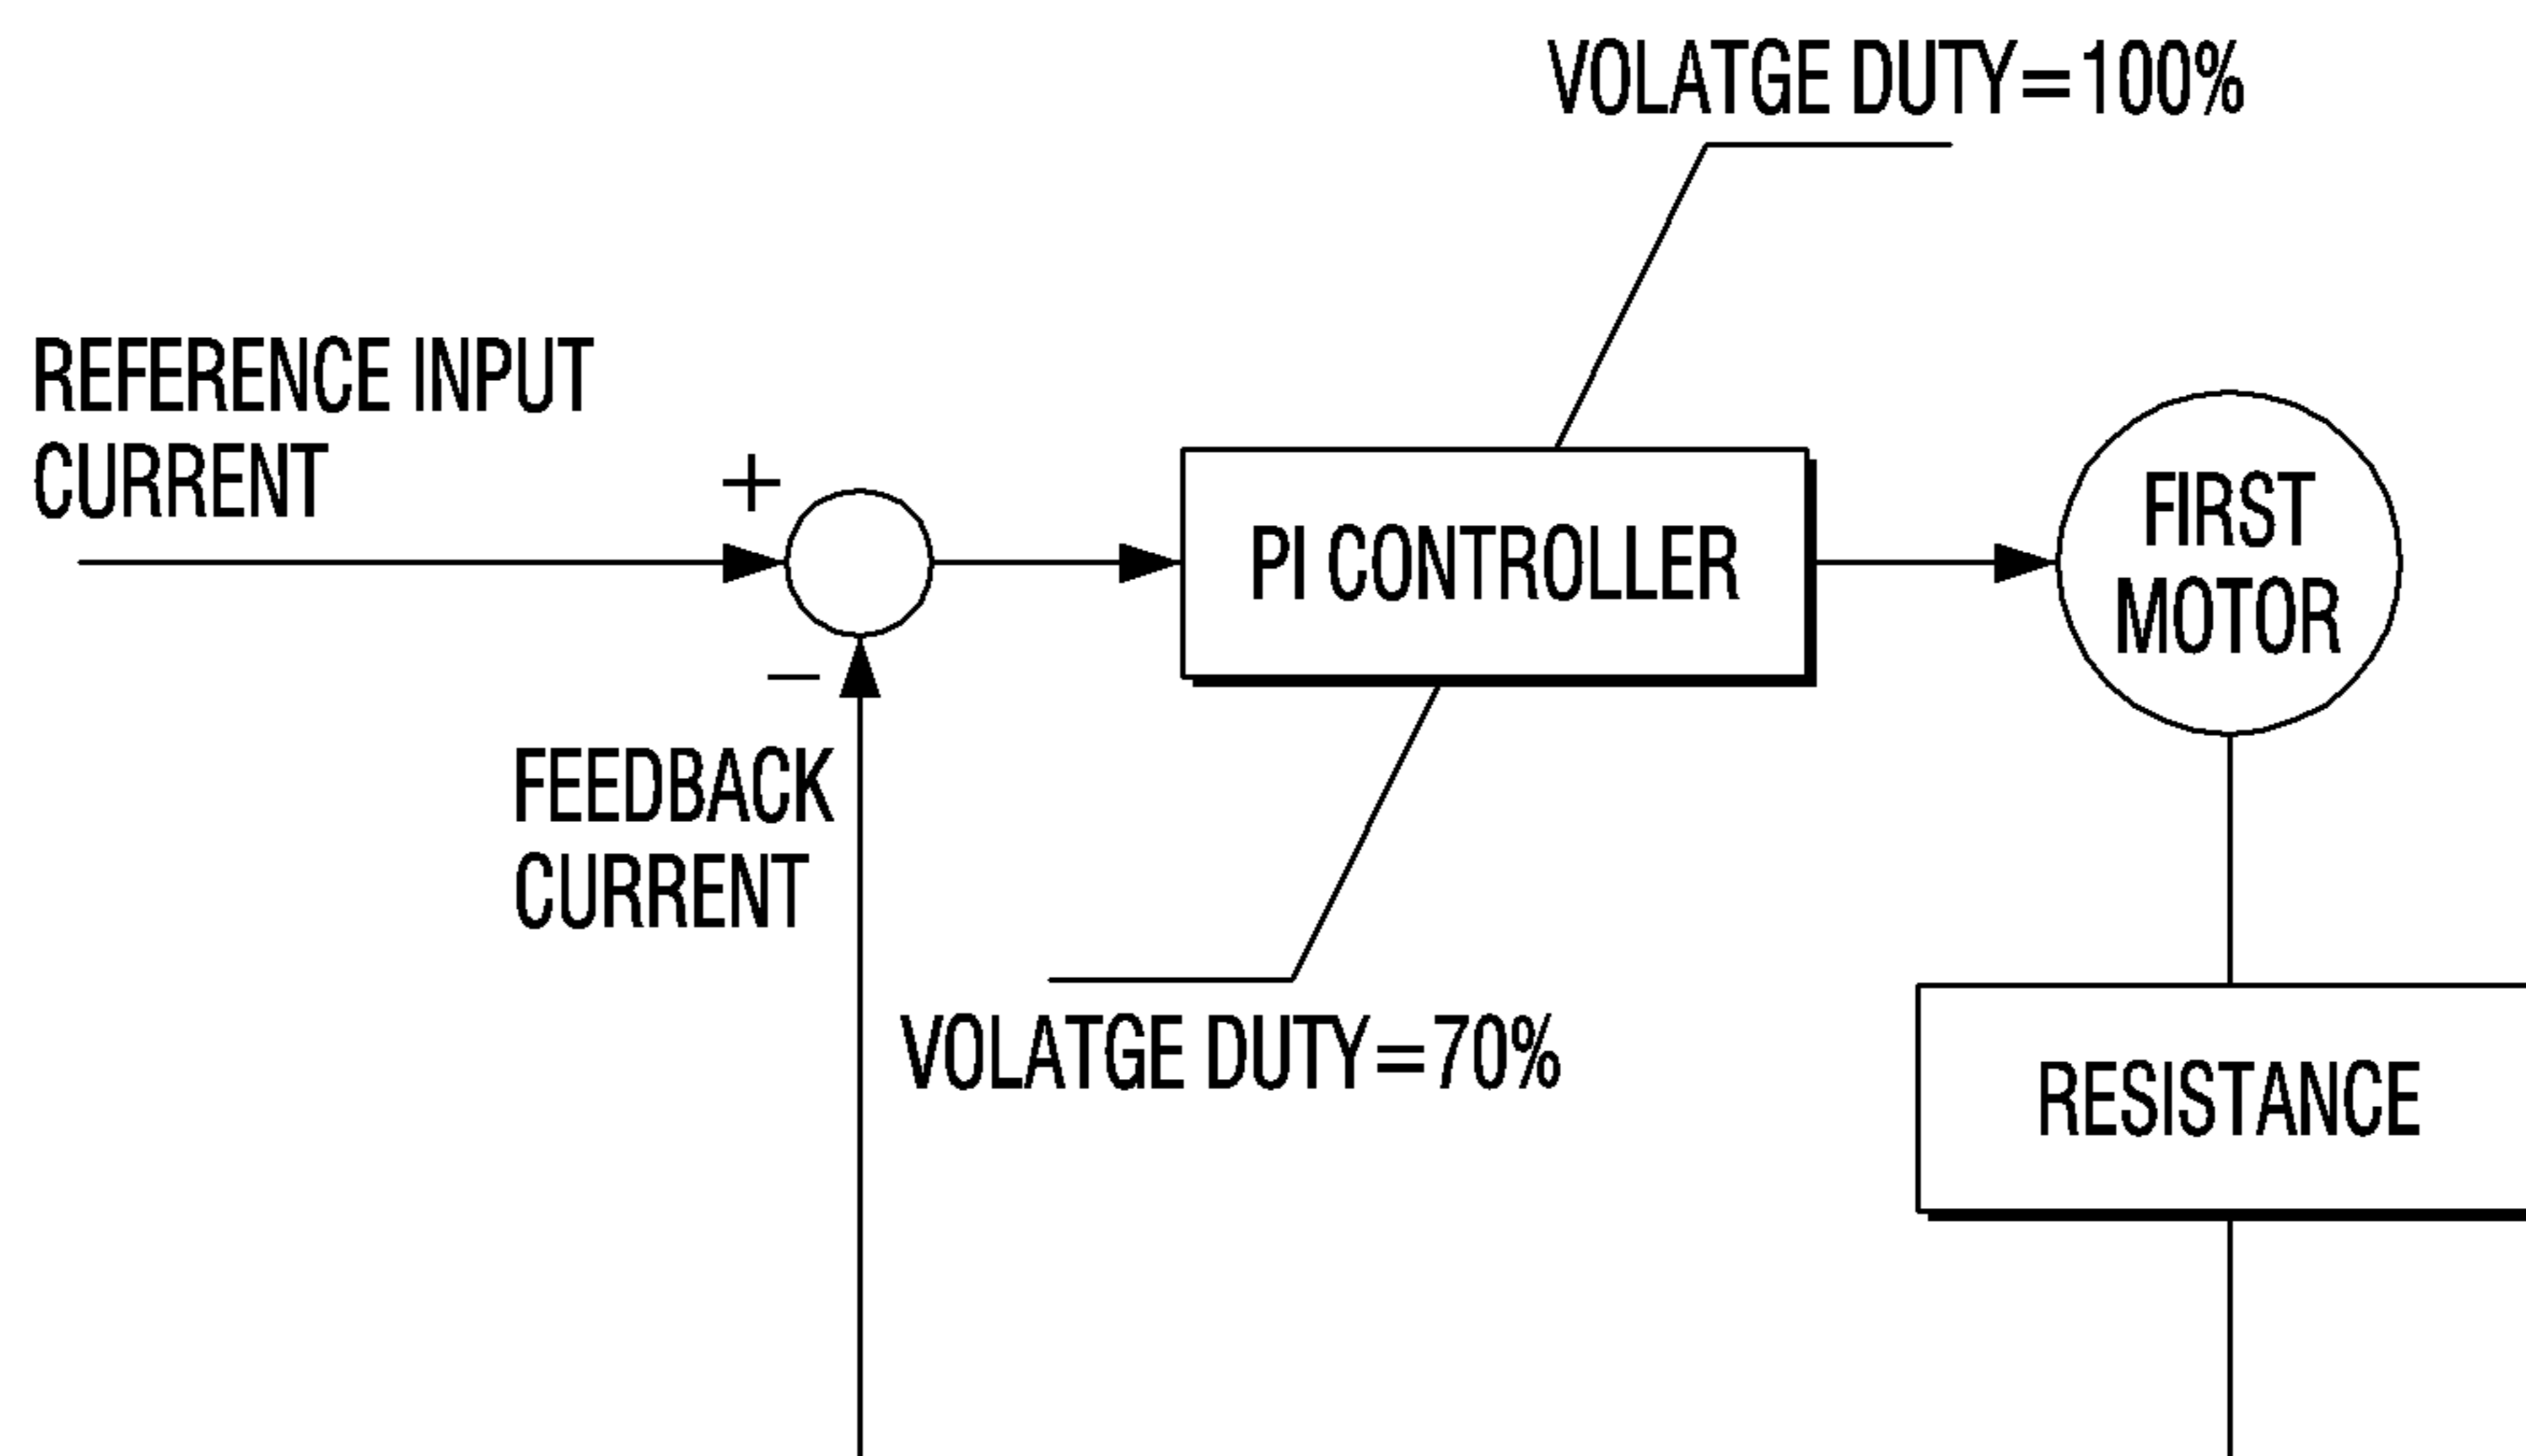 VOLATGE DUTY=100%
REFERENCE INPUT
CURRENT
+
PI CONTROLLER
FIRST
MOTOR
−
FEEDBACK
CURRENT
VOLATGE DUTY=70%
RESISTANCE